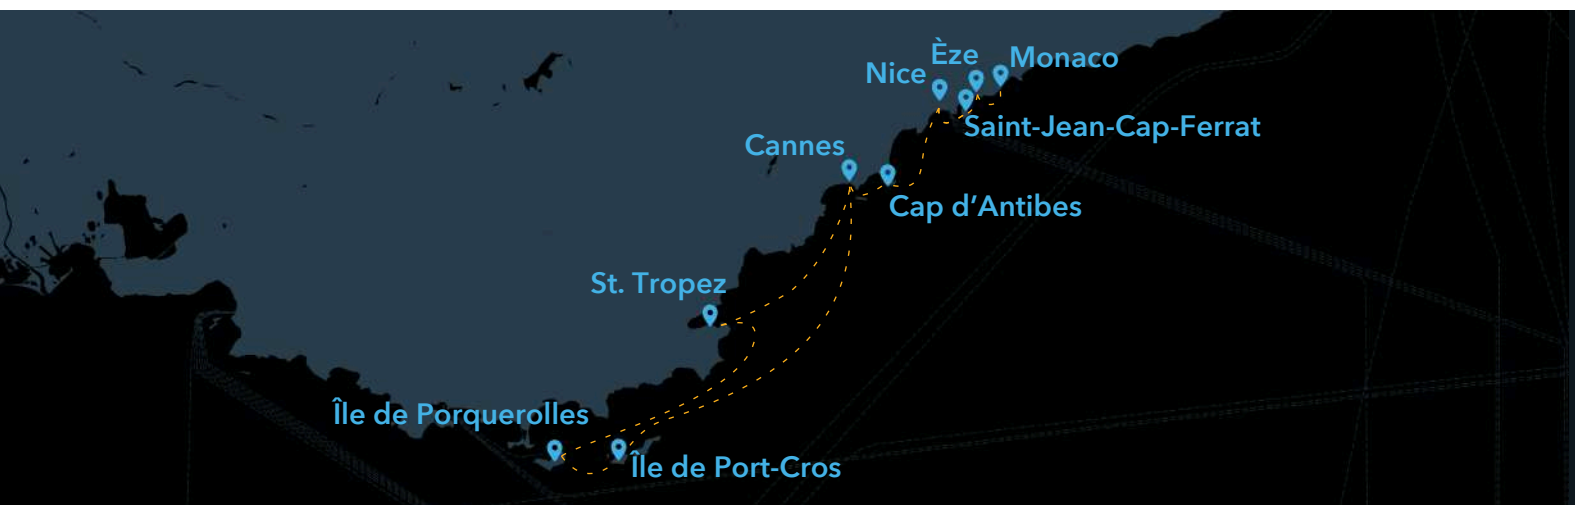 Èze
Monaco
Nice
Saint-Jean-Cap-Ferrat
Cannes
Cap d’Antibes
St. Tropez
Île de Porquerolles
Île de Port-Cros